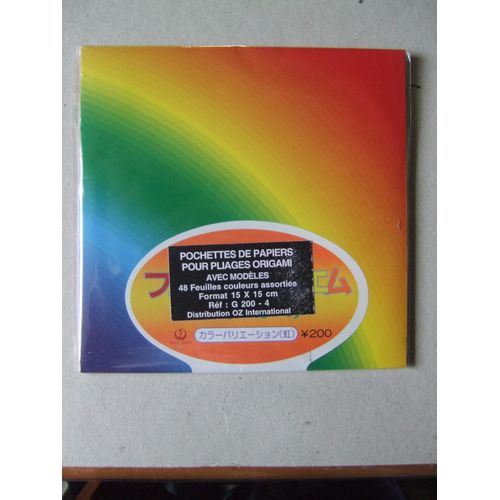 POCHETTES DE PAPIERS
POUR PLIAGES ORIGAMI
AVEC MODÈLES
48 Feuilles couleurs assorties
Format 15 X 15 cm
Réf : G 200 - 4
Distribution OZ International
カラーバリエーション(虹) ¥200